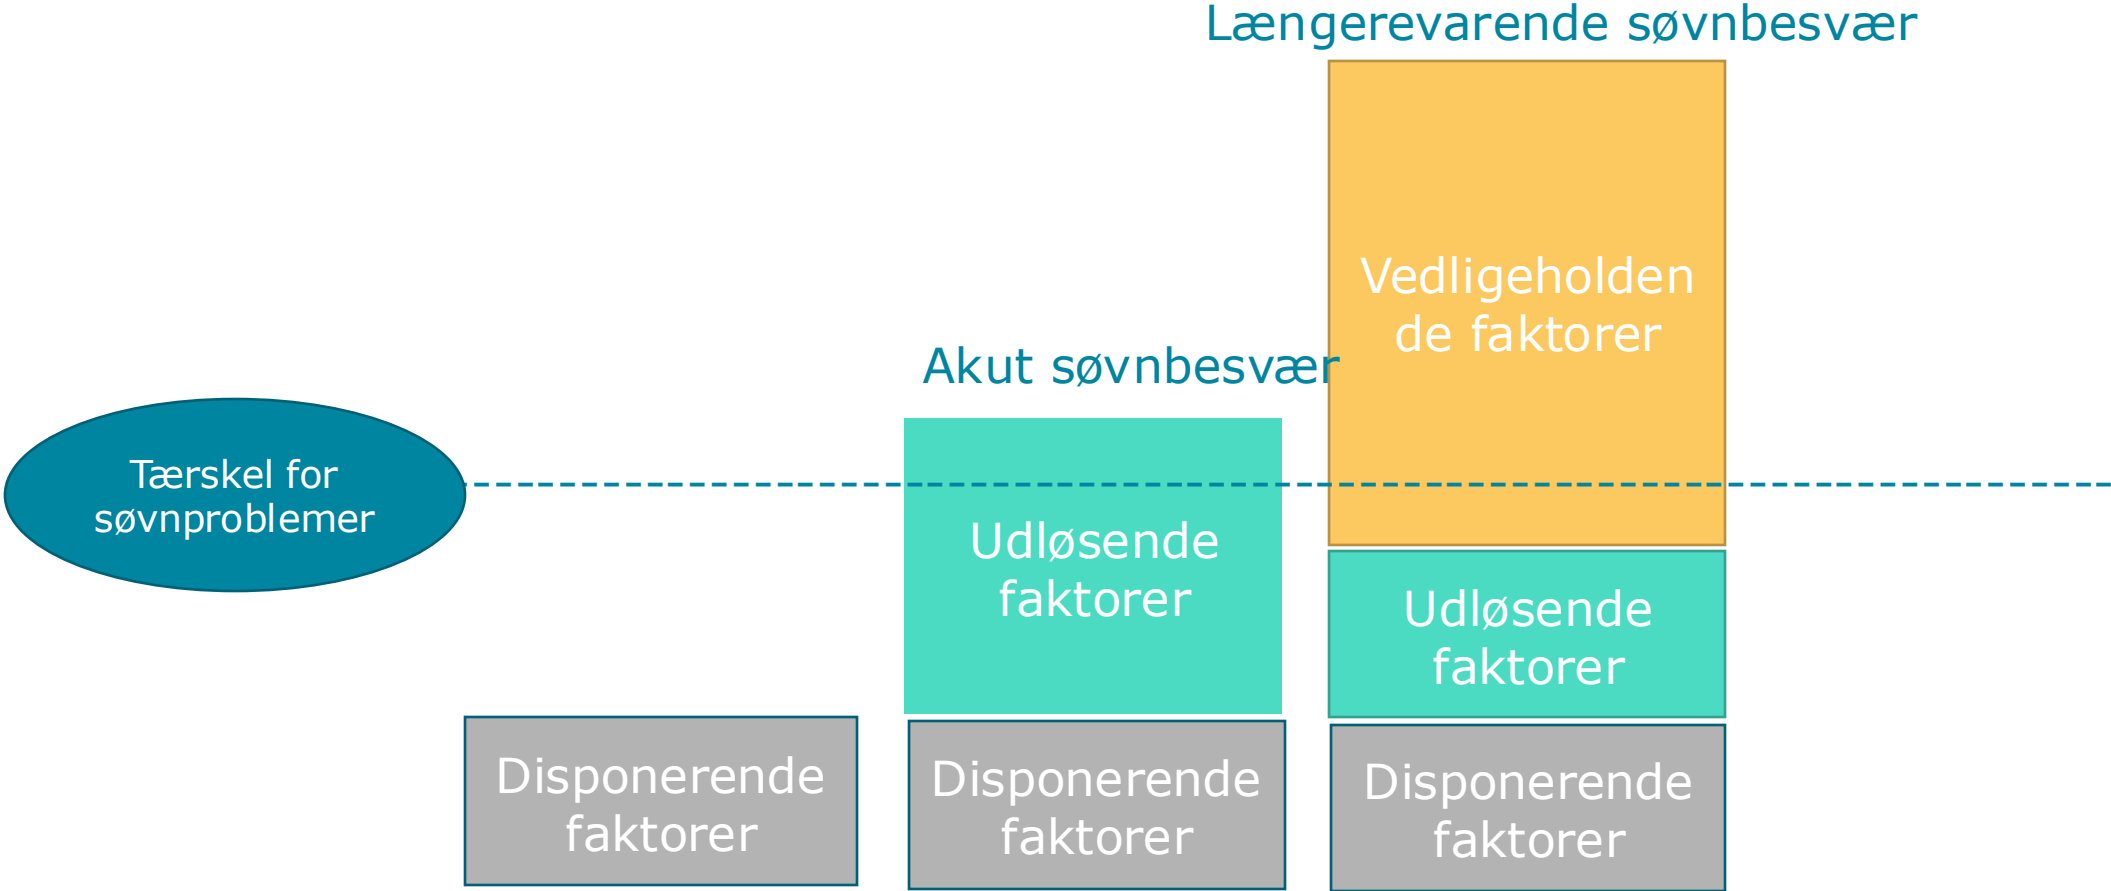 Længerevarende søvnbesvær
Vedligeholden
de faktorer
Akut søvnbesvær
Tærskel for
søvnproblemer
Udløsende
faktorer
Udløsende
faktorer
Disponerende
faktorer
Disponerende
faktorer
Disponerende
faktorer